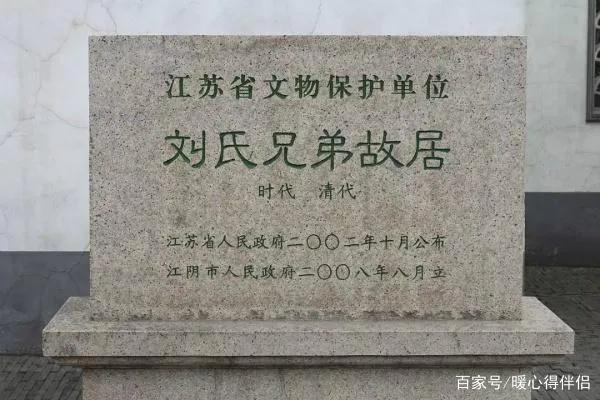 江苏省文物保护单位
刘氏兄弟故居
时代 清代
江苏省人民政府二〇〇二年十月公布
江阴市人民政府二〇〇八年八月立
百家号/暖心得伴侣